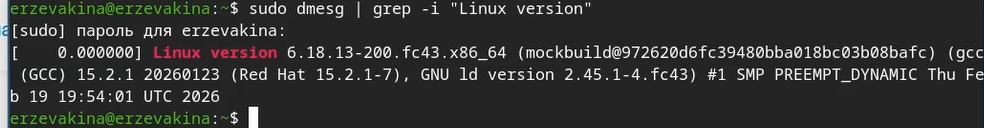 erzevakina@erzevakina:~$ sudo dmesg | grep -i "Linux version"
[sudo] пароль для erzevakina:
[    0.000000] Linux version 6.18.13-200.fc43.x86_64 (mockbuild@972620d6fc39480bba018bc03b08bafc) (gcc
 (GCC) 15.2.1 20260123 (Red Hat 15.2.1-7), GNU ld version 2.45.1-4.fc43) #1 SMP PREEMPT_DYNAMIC Thu Fe
b 19 19:54:01 UTC 2026
erzevakina@erzevakina:~$